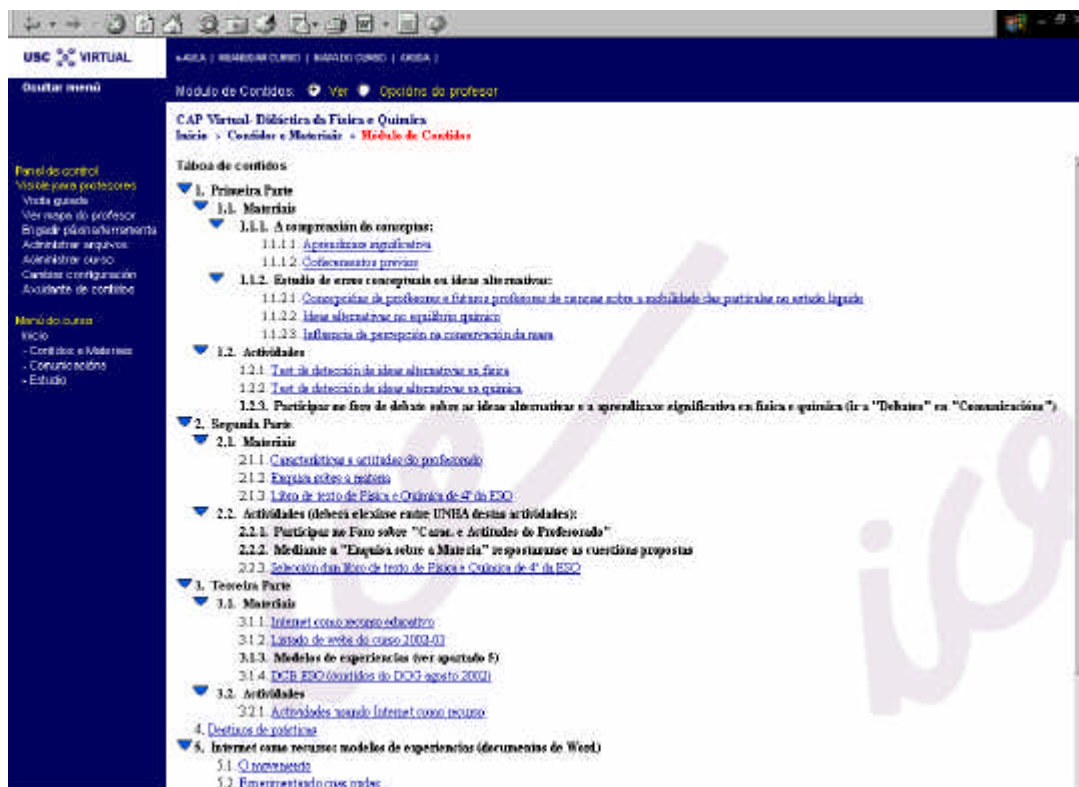 USC VIRTUAL
Ocultar menú
Módulo de Contidos: Ver Opcións do profesor
CAP Virtual- Didáctica da Física e Química
Inicio > Contidos e Materiais > Módulo de Contidos
Panel de control
Visible para profesores
Visita guiada
Ver mapa do profesor
Engadir páxina/ferramenta
Administrar arquivos
Administrar curso
Cambiar configuración
Axudante de contidos
Menú do curso
Inicio
- Contidos e Materiais
- Comunicacións
- Estudio
Táboa de contidos
1. Primeira Parte
1.1. Materiais
1.1.1. A comprensión de conceptos:
1.1.1.1. Aprendizaxe significativa
1.1.1.2. Coñecementos previos
1.1.2. Estudio de erros conceptuais ou ideas alternativas:
1.1.2.1. Concepcións de profesores e futuros profesores de ciencias sobre a mobilidade das partículas no estado líquido
1.1.2.2. Ideas alternativas no equilibrio químico
1.1.2.3. Influencia da percepción na conservación da masa
1.2. Actividades
1.2.1. Test de detección de ideas alternativas en física
1.2.2. Test de detección de ideas alternativas en química
1.2.3. Participar no foro de debate sobre as ideas alternativas e a aprendizaxe significativa en física e química (ir a "Debates" en "Comunicacións")
2. Segunda Parte
2.1. Materiais
2.1.1. Características e actitudes do profesorado
2.1.2. Enquisa sobre a materia
2.1.3. Libro de texto de Física e Química de 4º da ESO
2.2. Actividades (deberá elexirse entre UNHA destas actividades):
2.2.1. Participar no Foro sobre "Carac. e Actitudes do Profesorado"
2.2.2. Mediante a "Enquisa sobre a Materia" respostaranse as cuestións propostas
2.2.3. Selección dun libro de texto de Física e Química de 4º da ESO
3. Terceira Parte
3.1. Materiais
3.1.1. Internet como recurso educativo
3.1.2. Listado de webs do curso 2002-03
3.1.3. Modelos de experiencias (ver apartado 5)
3.1.4. DCB ESO (contidos do DOG agosto 2002)
3.2. Actividades
3.2.1. Actividades usando Internet como recurso
4. Destinos de prácticas
5. Internet como recurso: modelos de experiencias (documentos de Word)
5.1. O movemento
5.2. Experimentando coas ondas...